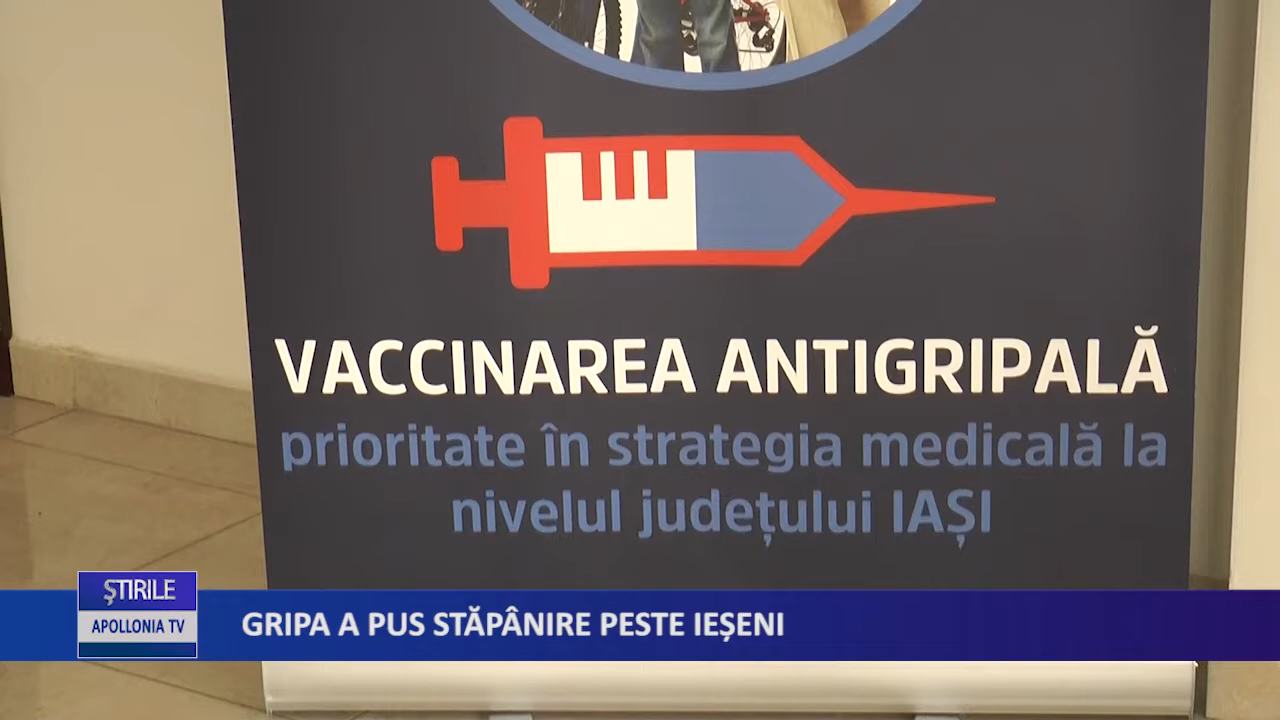 VACCINAREA ANTIGRIPALĂ
prioritate în strategia medicală la
nivelul județului IAȘI
ȘTIRILE
APOLLONIA TV
GRIPA A PUS STĂPÂNIRE PESTE IEȘENI